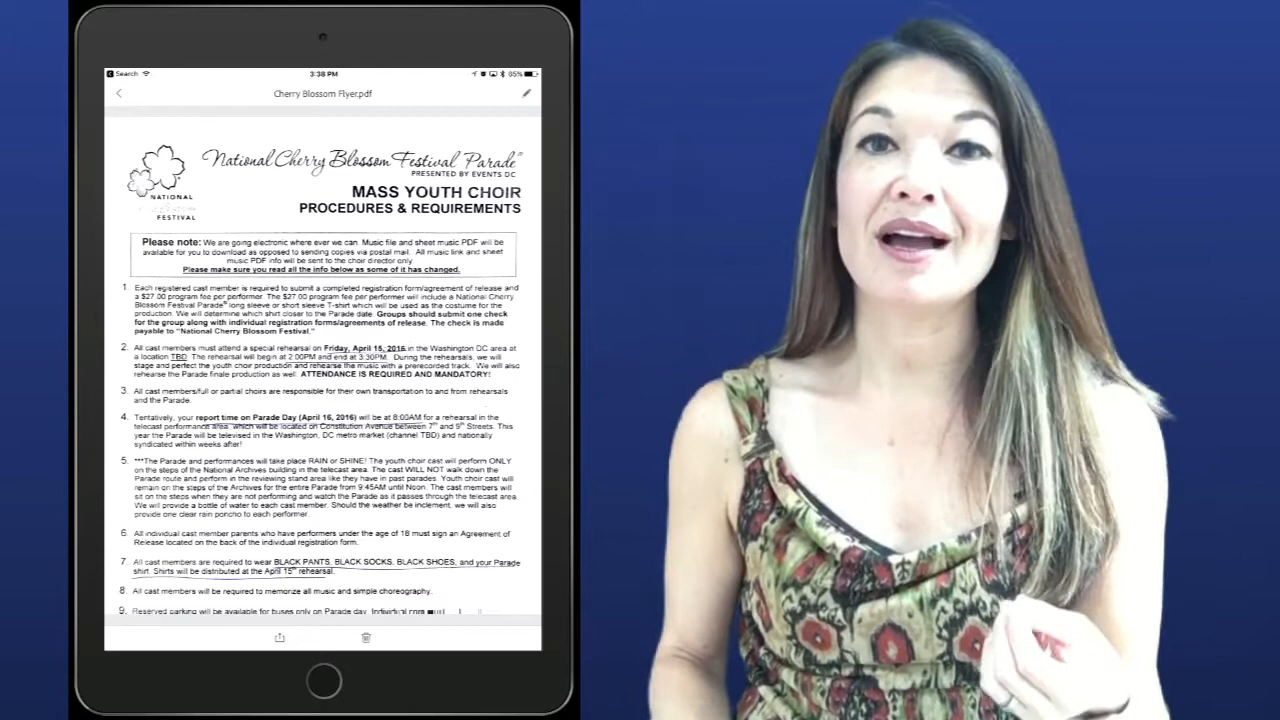 Search
3:38 PM
85%
Cherry Blossom Flyer.pdf
National Cherry Blossom Festival Parade
PRESENTED BY EVENTS DC
NATIONAL
FESTIVAL
MASS YOUTH CHOIR
PROCEDURES & REQUIREMENTS
Please note: We are going electronic where ever we can. Music file and sheet music PDF will be
available for you to download as opposed to sending copies via postal mail. All music link and sheet
music PDF info will be sent to the choir director only
Please make sure you read all the info below as some of it has changed.
1. Each registered cast member is required to submit a completed registration form/agreement of release and
a $27.00 program fee per performer. The $27.00 program fee per performer will include a National Cherry
Blossom Festival Parade® long sleeve or short sleeve T-shirt which will be used as the costume for the
production. We will determine which shirt closer to the Parade date. Groups should submit one check
for the group along with individual registration forms/agreements of release. The check is made
payable to "National Cherry Blossom Festival."
2. All cast members must attend a special rehearsal on Friday, April 15, 2016 in the Washington DC area at
a location TBD. The rehearsal will begin at 2:00PM and end at 3:30PM. During the rehearsals, we will
stage and perfect the youth choir production and rehearse the music with a prerecorded track. We will also
rehearse the Parade finale production as well. ATTENDANCE IS REQUIRED AND MANDATORY!
3. All cast members/full or partial choirs are responsible for their own transportation to and from rehearsals
and the Parade.
4. Tentatively, your report time on Parade Day (April 16, 2016) will be at 8:00AM for a rehearsal in the
telecast performance area, which will be located on Constitution Avenue between 7th and 9th Streets. This
year the Parade will be televised in the Washington, DC metro market (channel TBD) and nationally
syndicated within weeks after!
5. ***The Parade and performances will take place RAIN or SHINE! The youth choir cast will perform ONLY
on the steps of the National Archives building in the telecast area. The cast WILL NOT walk down the
Parade route and perform in the reviewing stand area like they have in past parades. Youth choir cast will
remain on the steps of the Archives for the entire Parade from 9:45AM until Noon. The cast members will
sit on the steps when they are not performing and watch the Parade as it passes through the telecast area.
We will provide a bottle of water to each cast member. Should the weather be inclement, we will also
provide one clear rain poncho to each performer.
6. All individual cast member parents who have performers under the age of 18 must sign an Agreement of
Release located on the back of the individual registration form.
7. All cast members are required to wear BLACK PANTS, BLACK SOCKS, BLACK SHOES, and your Parade
shirt. Shirts will be distributed at the April 15th rehearsal.
8. All cast members will be required to memorize all music and simple choreography.
9. Reserved parking will be available for buses only on Parade day. Individual